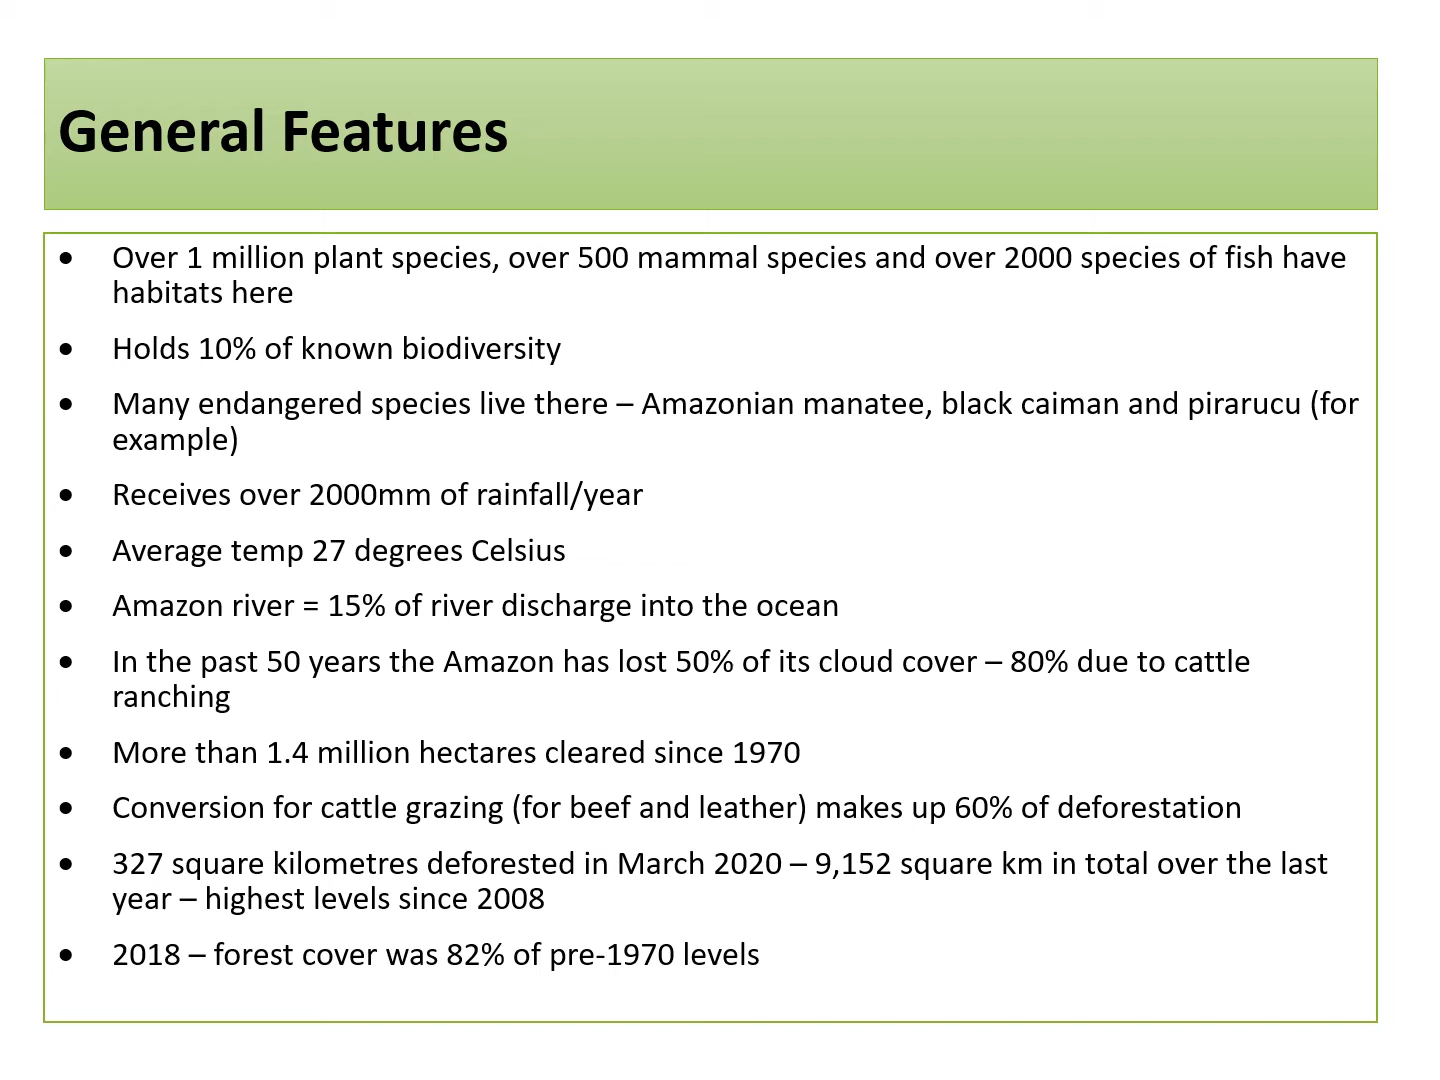 General Features
• Over 1 million plant species, over 500 mammal species and over 2000 species of fish have
habitats here
• Holds 10% of known biodiversity
• Many endangered species live there – Amazonian manatee, black caiman and pirarucu (for
example)
• Receives over 2000mm of rainfall/year
• Average temp 27 degrees Celsius
• Amazon river = 15% of river discharge into the ocean
• In the past 50 years the Amazon has lost 50% of its cloud cover – 80% due to cattle
ranching
• More than 1.4 million hectares cleared since 1970
• Conversion for cattle grazing (for beef and leather) makes up 60% of deforestation
• 327 square kilometres deforested in March 2020 – 9,152 square km in total over the last
year – highest levels since 2008
• 2018 – forest cover was 82% of pre-1970 levels